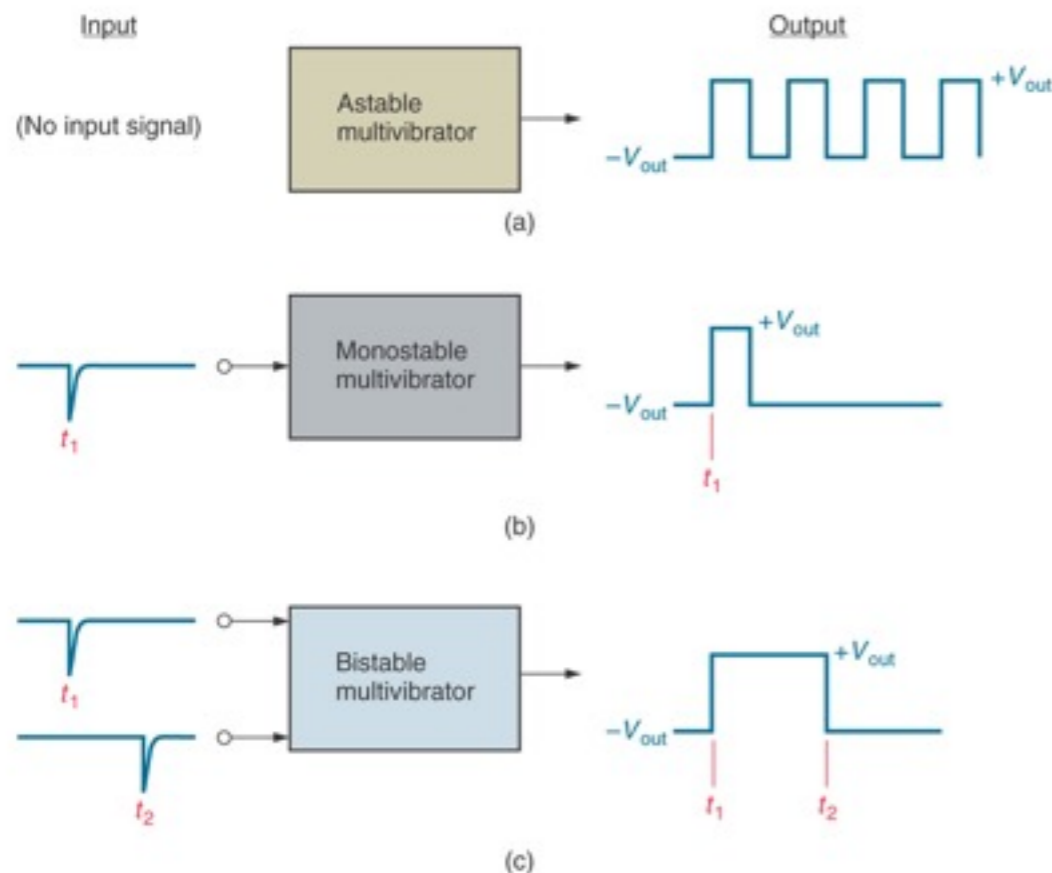 Input
Output
(No input signal)
Astable
multivibrator
+Vout
−Vout
(a)
Monostable
multivibrator
+Vout
−Vout
t1
t1
(b)
Bistable
multivibrator
+Vout
−Vout
t1
t2
t1
t2
(c)